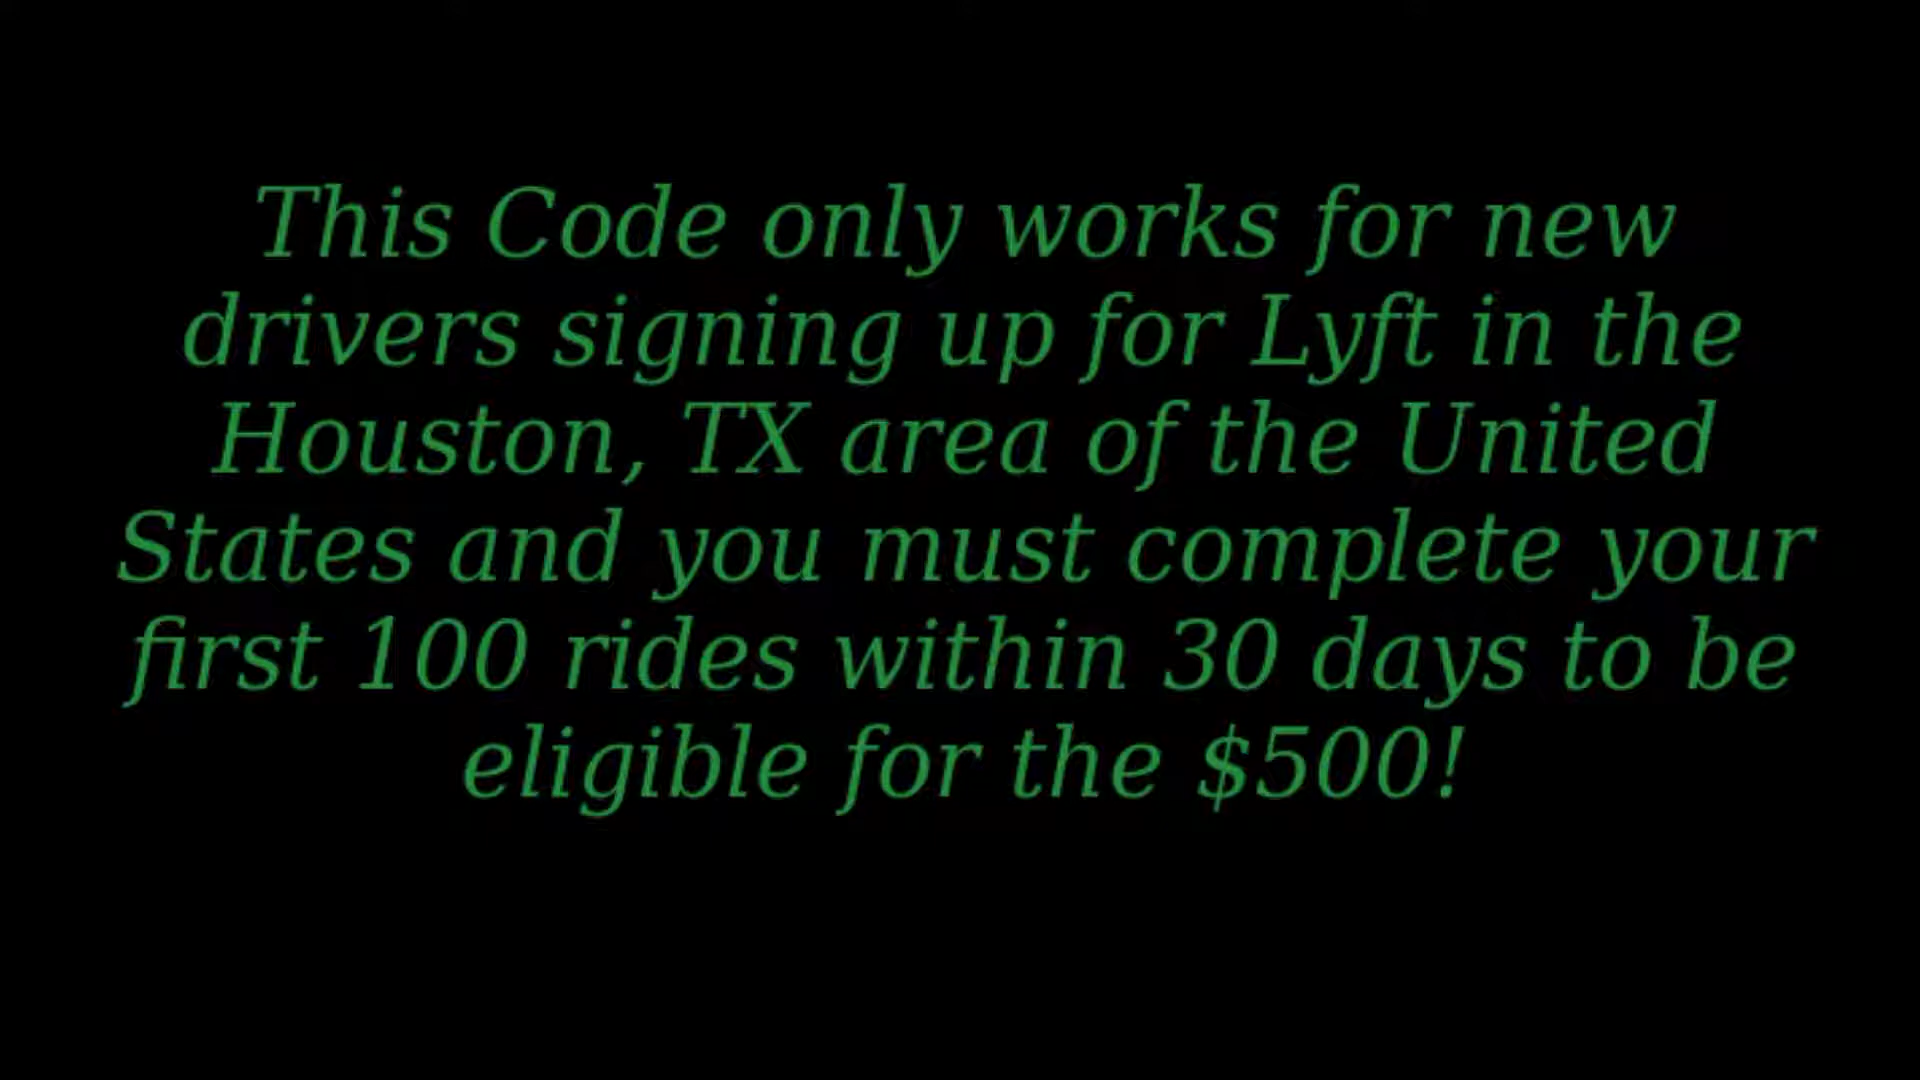 This Code only works for new
drivers signing up for Lyft in the
Houston, TX area of the United
States and you must complete your
first 100 rides within 30 days to be
eligible for the $500!